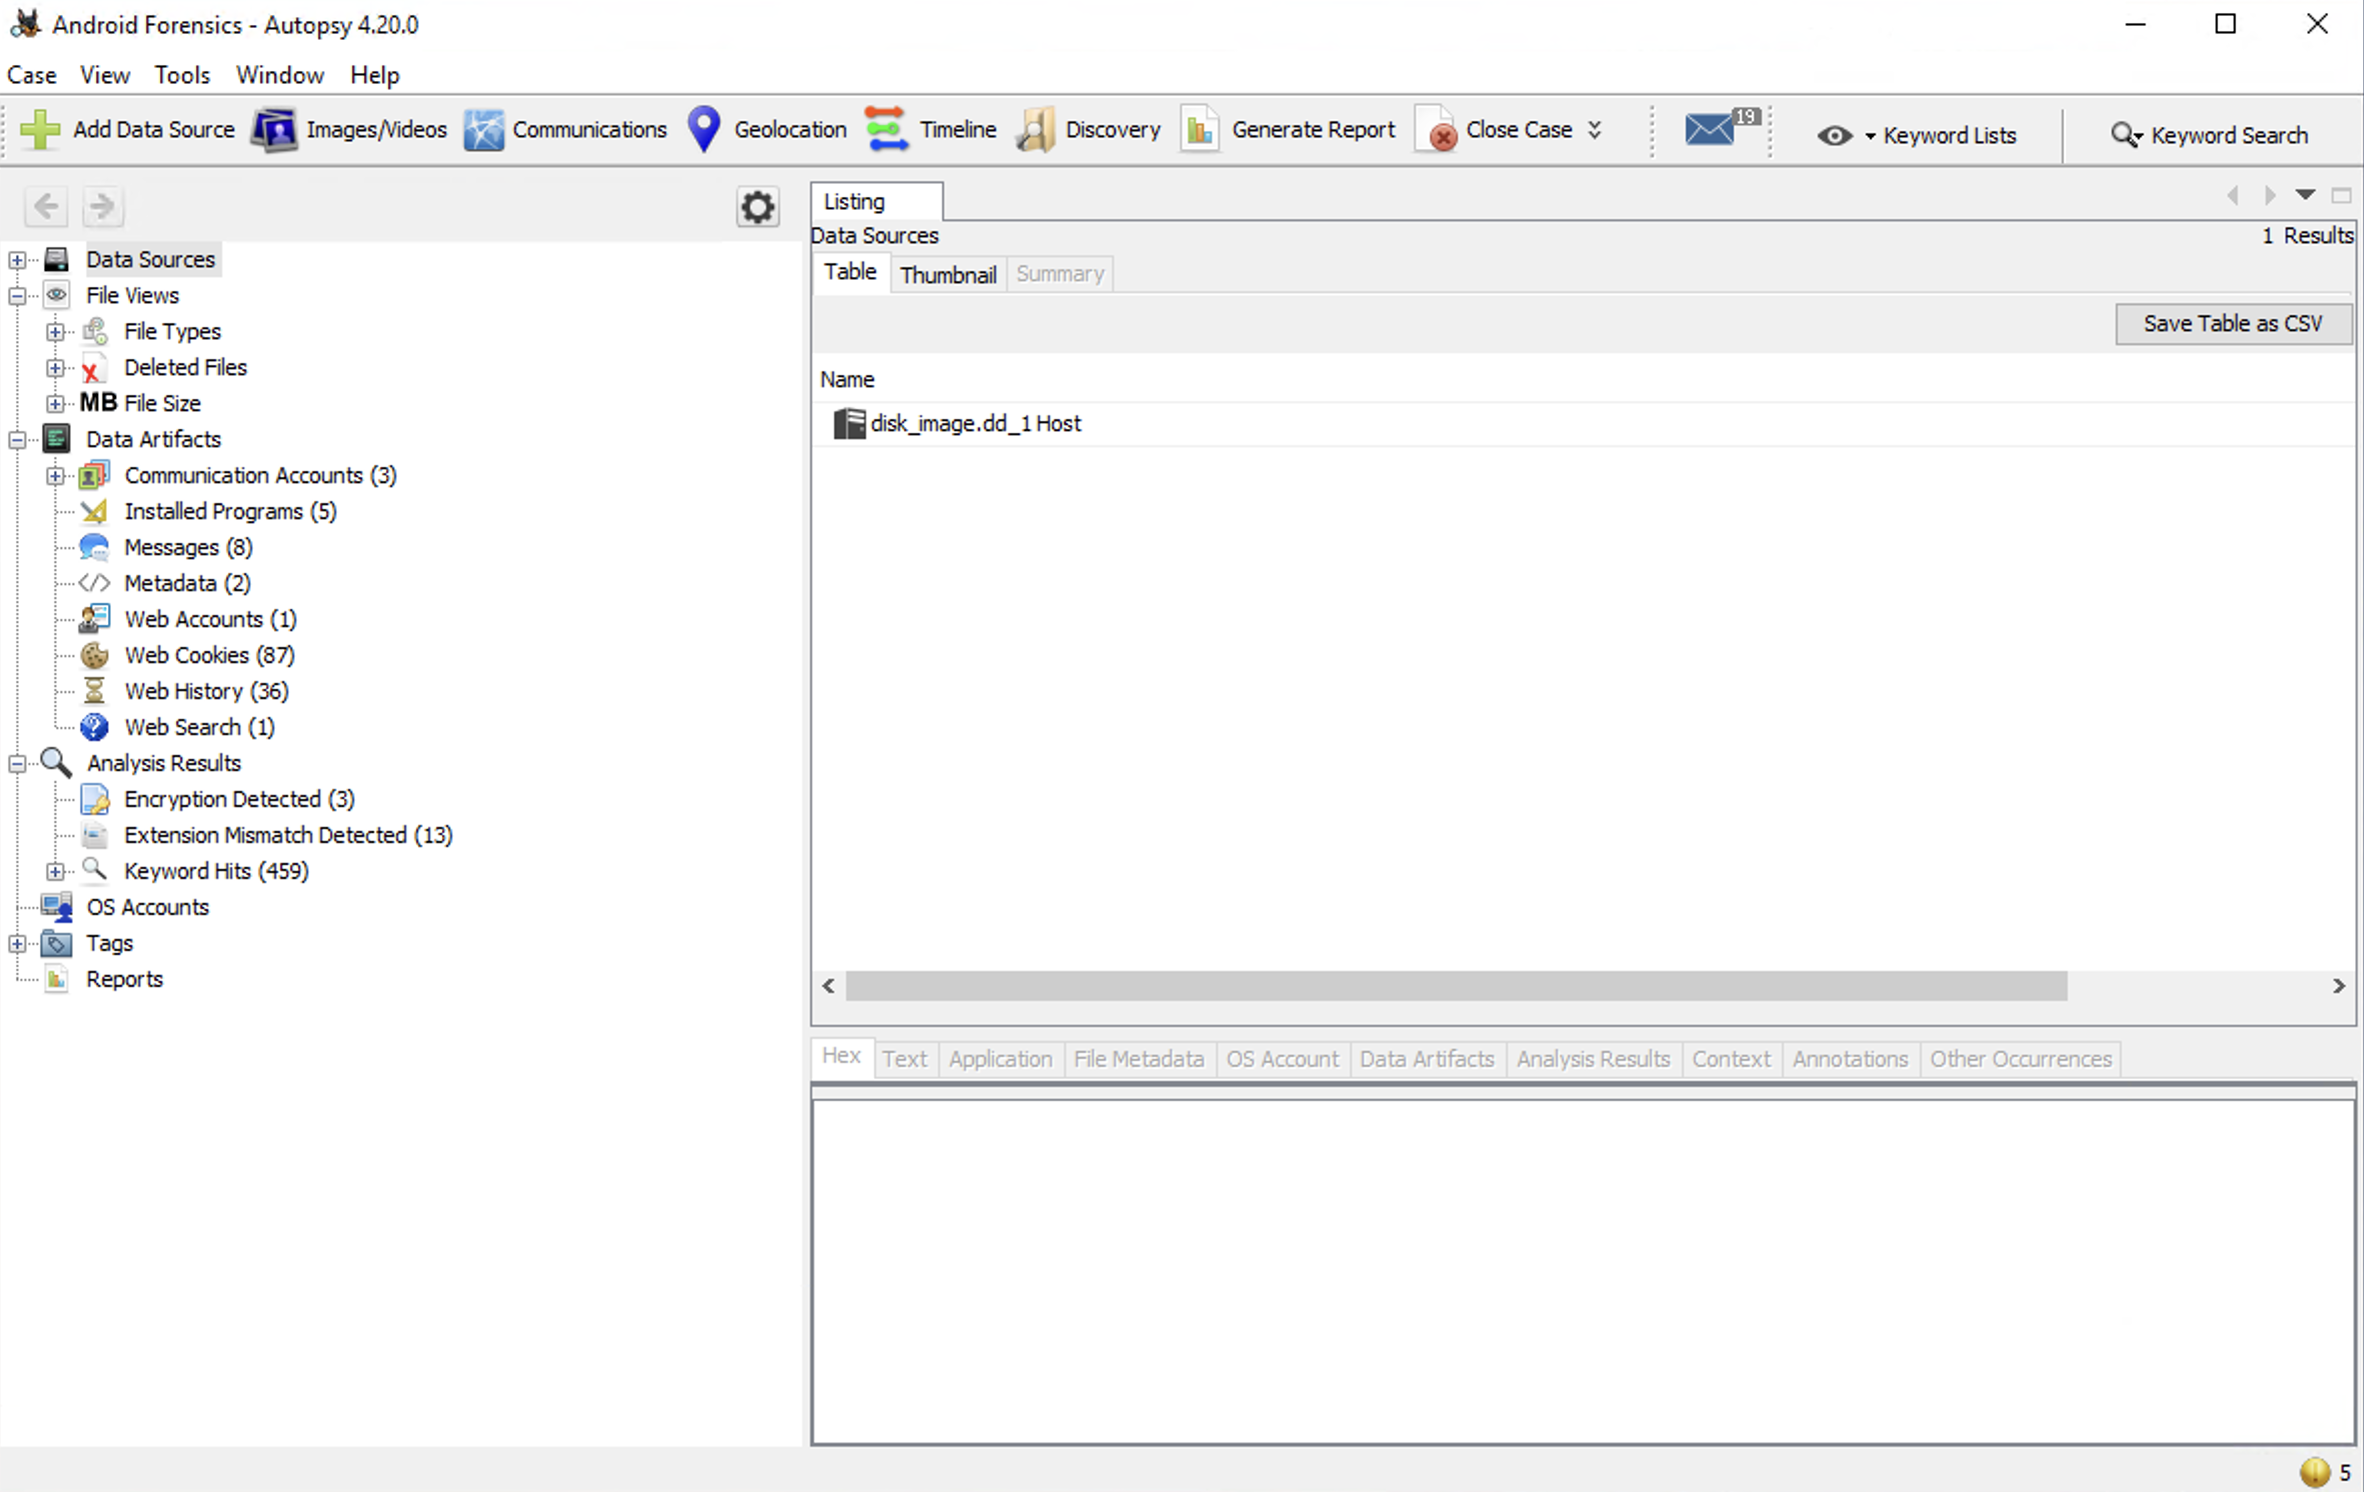 Android Forensics - Autopsy 4.20.0
Case View Tools Window Help
Add Data Source Images/Videos Communications Geolocation Timeline Discovery Generate Report Close Case 19 Keyword Lists Keyword Search
Listing
Data Sources 1 Results
Table Thumbnail Summary
Save Table as CSV
Name
disk_image.dd_1 Host
Data Sources
File Views
File Types
Deleted Files
MB File Size
Data Artifacts
Communication Accounts (3)
Installed Programs (5)
Messages (8)
Metadata (2)
Web Accounts (1)
Web Cookies (87)
Web History (36)
Web Search (1)
Analysis Results
Encryption Detected (3)
Extension Mismatch Detected (13)
Keyword Hits (459)
OS Accounts
Tags
Reports
Hex Text Application File Metadata OS Account Data Artifacts Analysis Results Context Annotations Other Occurrences
5